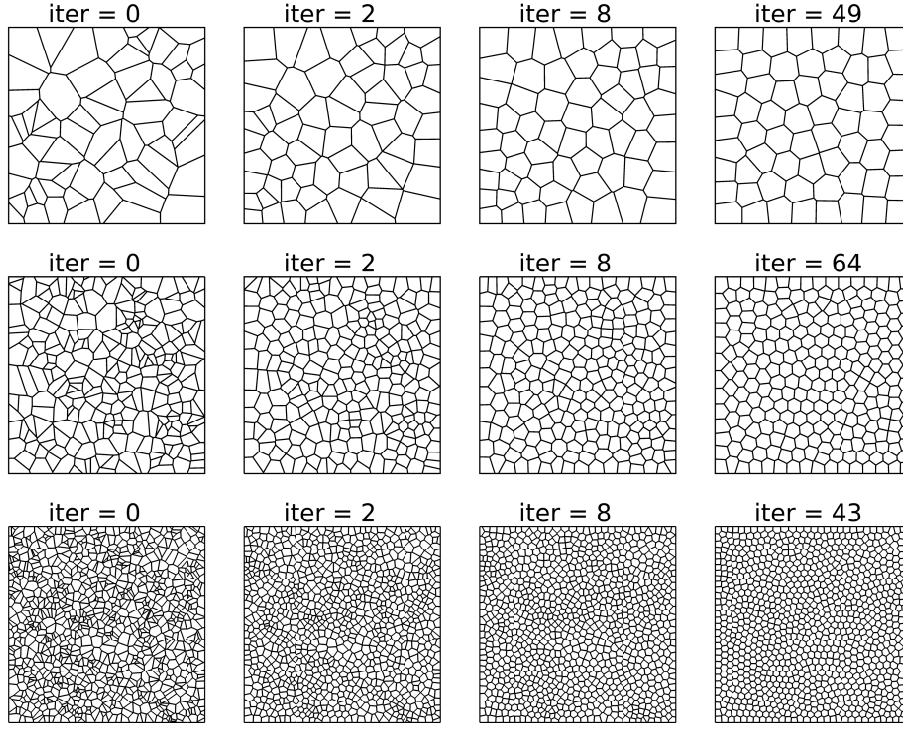 iter = 0
iter = 2
iter = 8
iter = 49
iter = 0
iter = 2
iter = 8
iter = 64
iter = 0
iter = 2
iter = 8
iter = 43